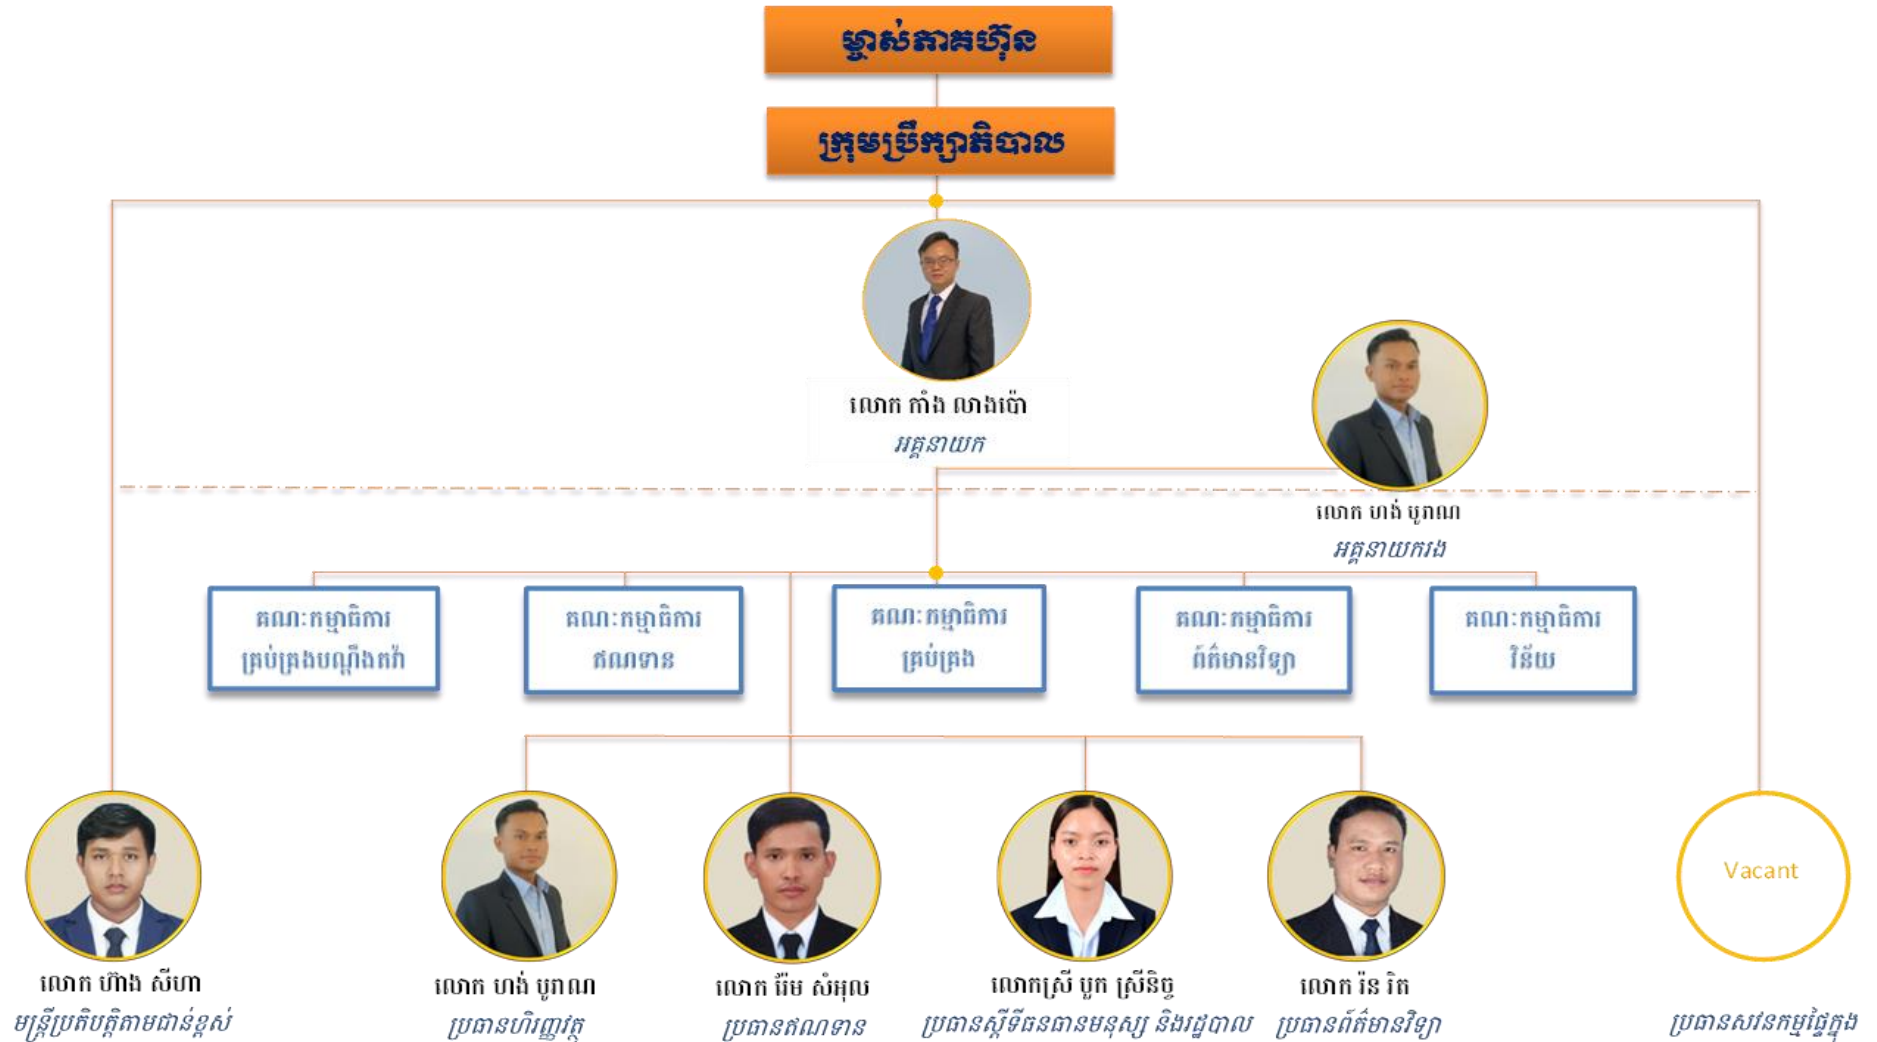 ម្ចាស់ភាគហ៊ុន
ក្រុមប្រឹក្សាភិបាល
លោក កាំង លាងប៉ោ
អគ្គនាយក
លោក ហង់ បូរាណ
អគ្គនាយករង
គណៈកម្មាធិការ
គ្រប់គ្រងបណ្តឹងតវ៉ា
គណៈកម្មាធិការ
ឥណទាន
គណៈកម្មាធិការ
គ្រប់គ្រង
គណៈកម្មាធិការ
ព័ត៌មានវិទ្យា
គណៈកម្មាធិការ
វិន័យ
លោក ហ៊ាង សីហា
មន្ត្រីប្រតិបត្តិតាមជាន់ខ្ពស់
លោក ហង់ បូរាណ
ប្រធានហិរញ្ញវត្ថុ
លោក រ៉ែម សំអុល
ប្រធានឥណទាន
លោកស្រី បួក ស្រីនិច្ច
ប្រធានស្តីទីធនធានមនុស្ស និងរដ្ឋបាល
លោក រ៉ន រិត
ប្រធានព័ត៌មានវិទ្យា
Vacant
ប្រធានសវនកម្មផ្ទៃក្នុង